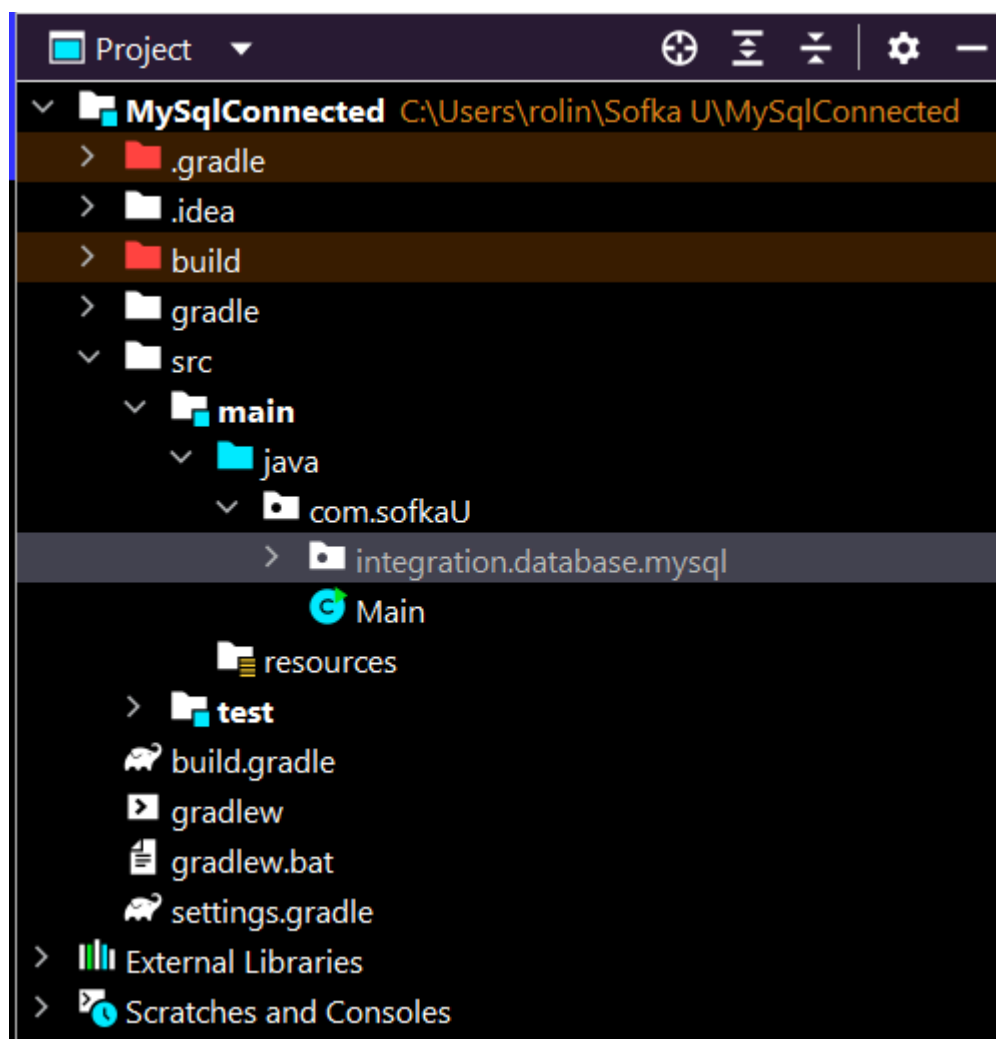 Project
MySqlConnected C:\Users\rolin\Sofka U\MySqlConnected
.gradle
.idea
build
gradle
src
main
java
com.sofkaU
integration.database.mysql
C Main
resources
test
build.gradle
gradlew
gradlew.bat
settings.gradle
External Libraries
Scratches and Consoles